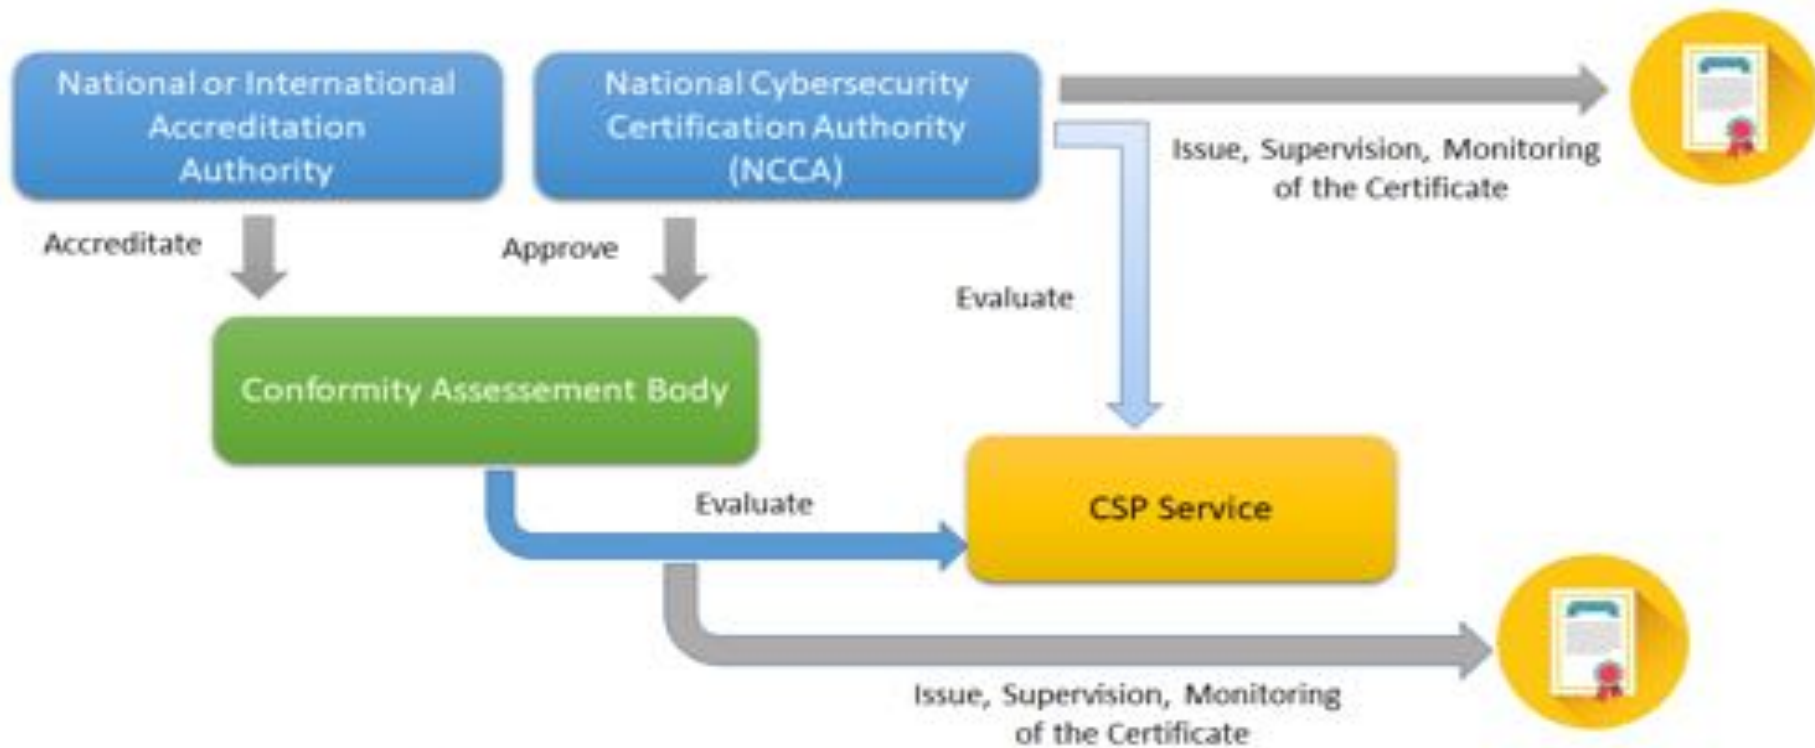 National or International
Accreditation
Authority
National Cybersecurity
Certification Authority
(NCCA)
Issue, Supervision, Monitoring
of the Certificate
Accreditate
Approve
Evaluate
Conformity Assessement Body
Evaluate
CSP Service
Issue, Supervision, Monitoring
of the Certificate